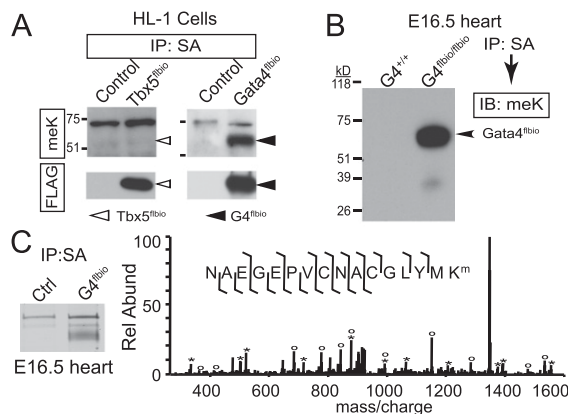 A
HL-1 Cells
IP: SA
Control
Tbx5flbio
Control
Gata4flbio
meK
75
51
FLAG
Tbx5flbio
G4flbio
B
E16.5 heart
kD
118
75
51
39
26
G4+/+
G4flbio/flbio
IP: SA
IB: meK
Gata4flbio
C
IP:SA
Ctrl
G4flbio
E16.5 heart
Rel Abund
100
50
0
NAEGEPVCNACGLYMKm
* o o * * o * o o o * o * o * o * * o o *
400 600 800 1000 1200 1400 1600
mass/charge